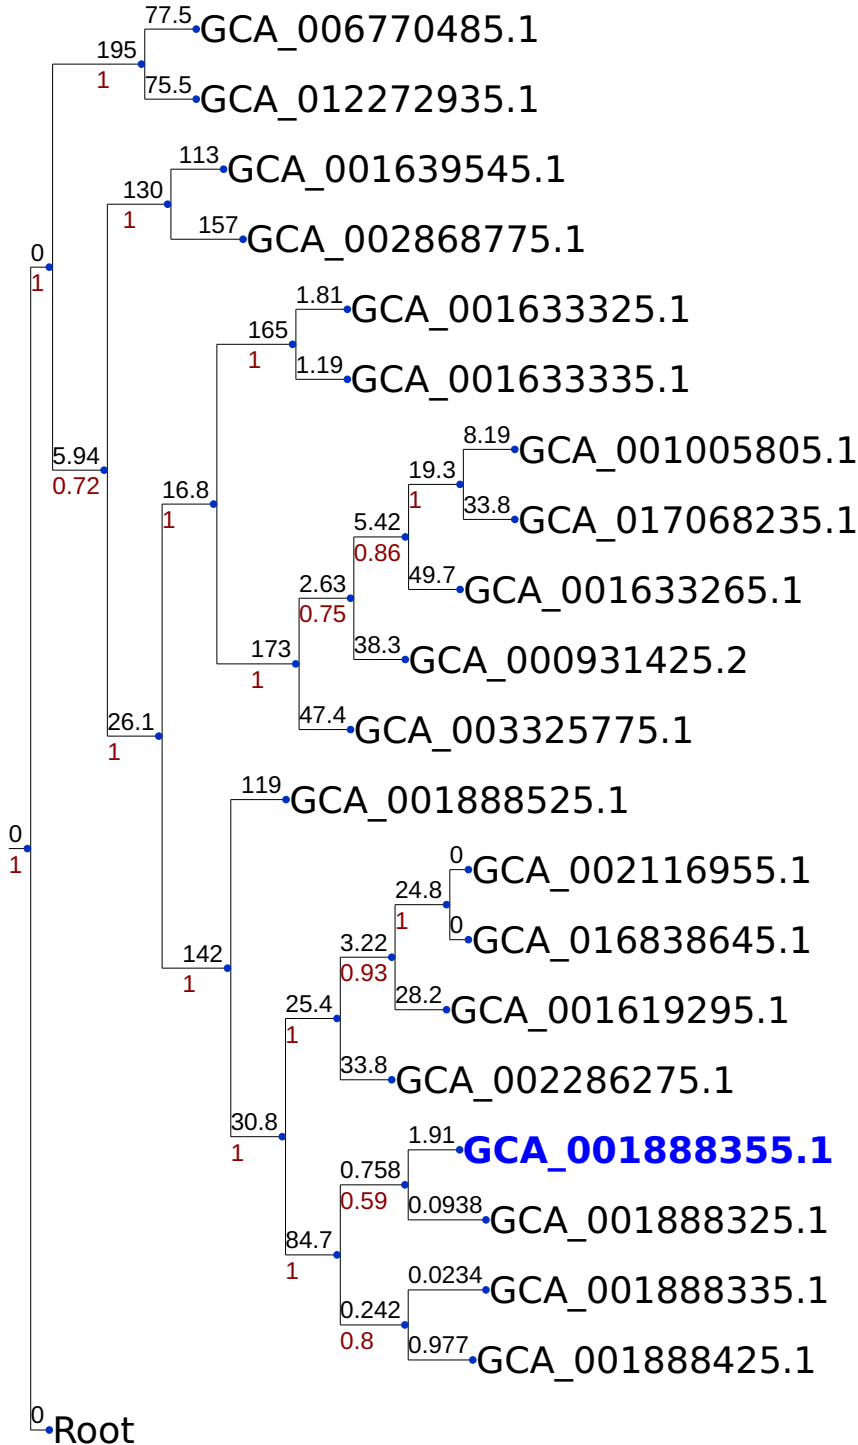 77.5
GCA_006770485.1
195
1
75.5
GCA_012272935.1
113
GCA_001639545.1
130
1
157
GCA_002868775.1
0
1
1.81
GCA_001633325.1
165
1
1.19
GCA_001633335.1
8.19
GCA_001005805.1
5.94
0.72
19.3
1
16.8
1
33.8
GCA_017068235.1
5.42
0.86
2.63
0.75
49.7
GCA_001633265.1
173
1
38.3
GCA_000931425.2
26.1
1
47.4
GCA_003325775.1
119
GCA_001888525.1
0
1
0
GCA_002116955.1
24.8
1
0
GCA_016838645.1
142
1
3.22
0.93
28.2
GCA_001619295.1
25.4
1
33.8
GCA_002286275.1
30.8
1
1.91
GCA_001888355.1
0.758
0.59
0.0938
GCA_001888325.1
84.7
1
0.0234
GCA_001888335.1
0.242
0.8
0.977
GCA_001888425.1
0
Root